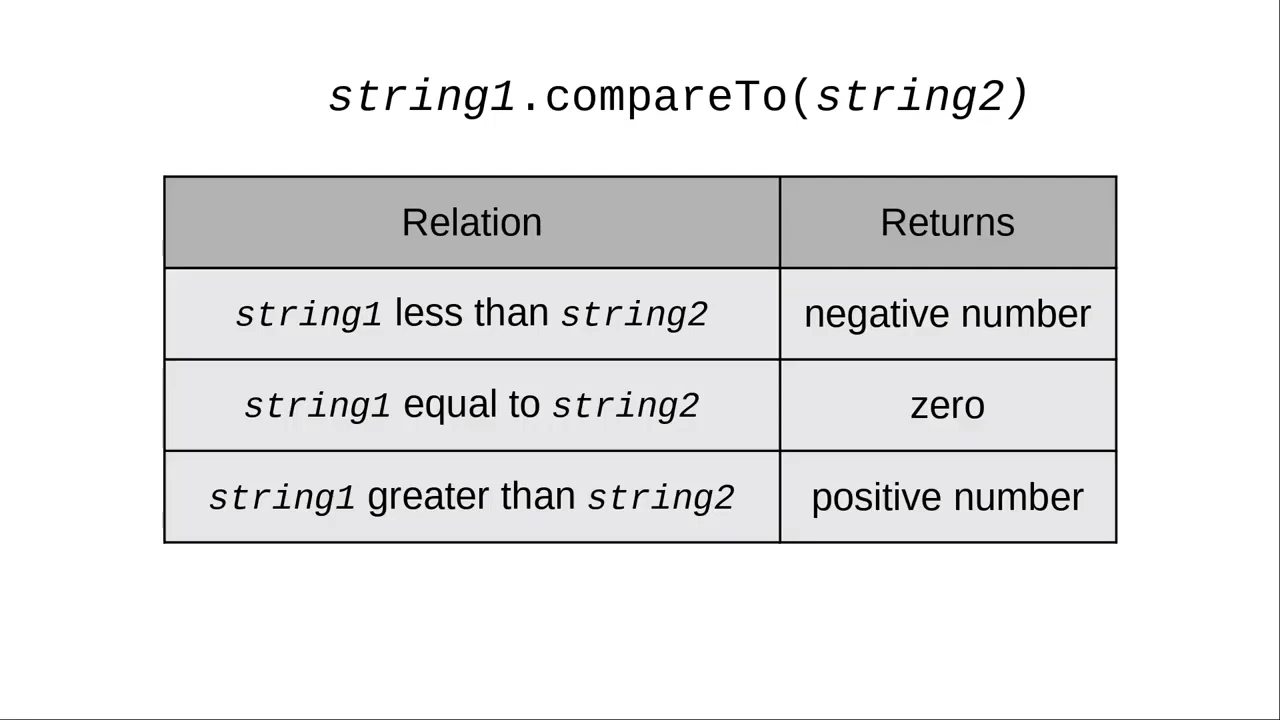 string1.compareTo(string2)
Relation Returns
string1 less than string2 negative number
string1 equal to string2 zero
string1 greater than string2 positive number